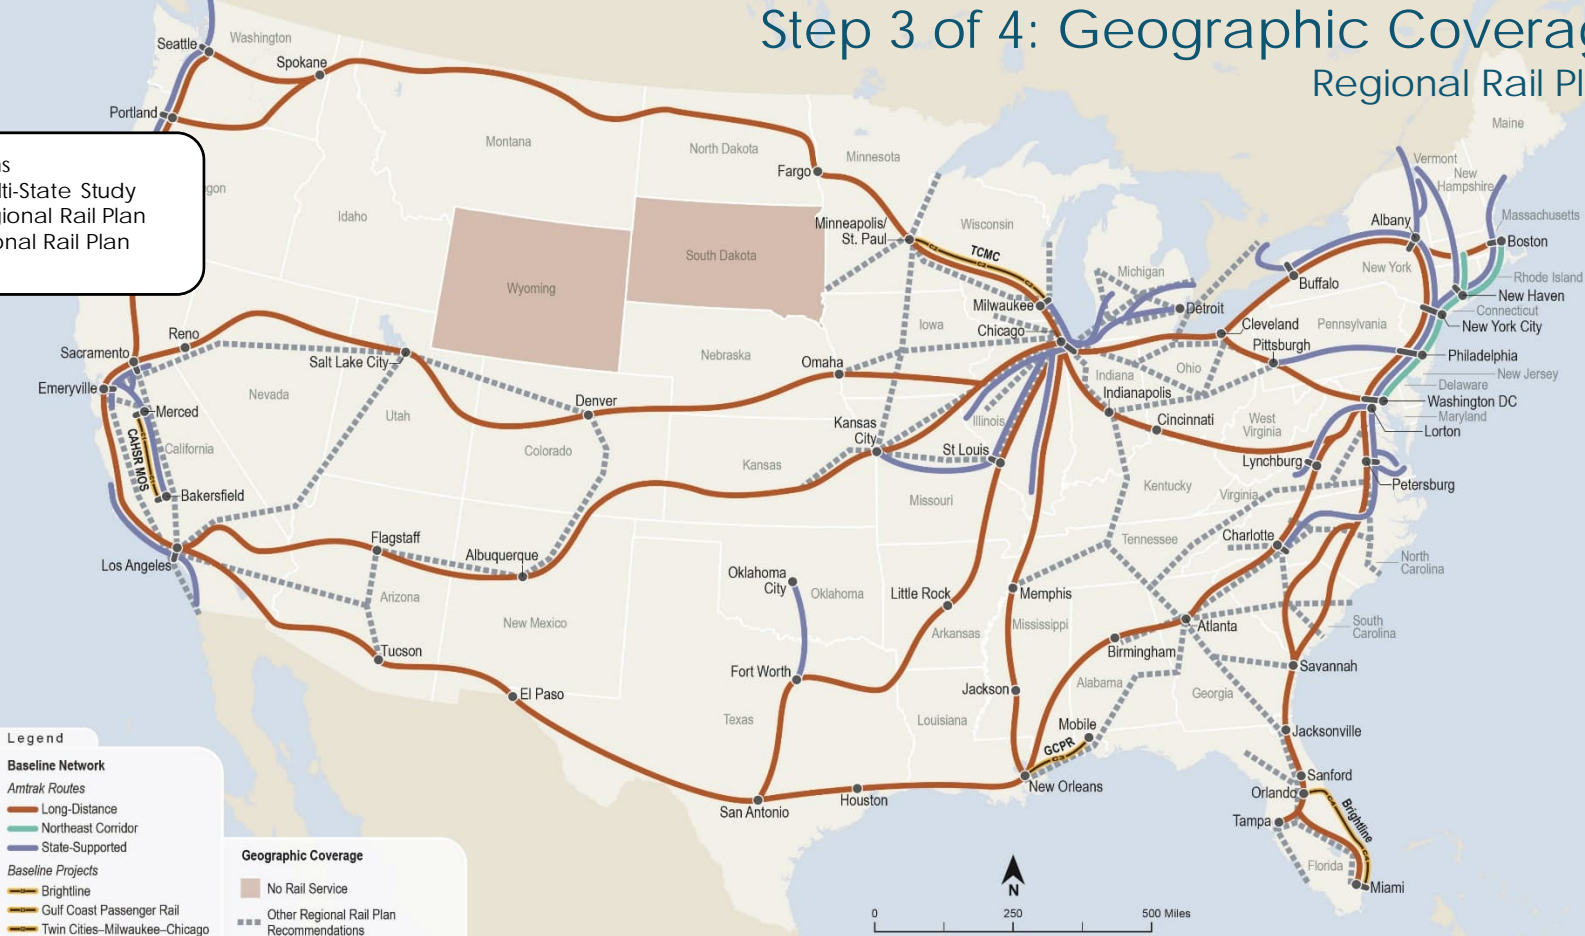 Step 3 of 4: Geographic Coverag
Regional Rail Pl
ns
lti-State Study
gional Rail Plan
onal Rail Plan
Seattle
Washington
Spokane
Portland
gon
Montana
North Dakota
Minnesota
Fargo
Idaho
Minneapolis/
St. Paul
Wisconsin
TCMC
South Dakota
Wyoming
Michigan
Milwaukee
Detroit
Chicago
Iowa
Maine
Vermont
New
Hampshire
Albany
Massachusetts
Boston
New York
Buffalo
Rhode Island
New Haven
Connecticut
New York City
Cleveland
Pennsylvania
Pittsburgh
Philadelphia
New Jersey
Delaware
Washington DC
Maryland
Lorton
Reno
Sacramento
Salt Lake City
Emeryville
Nevada
Utah
Merced
CAHSR MOS
California
Bakersfield
Los Angeles
Nebraska
Omaha
Denver
Colorado
Kansas
City
Kansas
St Louis
Illinois
Indiana
Ohio
Indianapolis
Cincinnati
West
Virginia
Lynchburg
Petersburg
Virginia
Kentucky
Missouri
Tennessee
Charlotte
North
Carolina
Flagstaff
Albuquerque
Arizona
New Mexico
Tucson
El Paso
Oklahoma
City
Oklahoma
Little Rock
Arkansas
Memphis
Mississippi
Atlanta
South
Carolina
Birmingham
Savannah
Fort Worth
Jackson
Alabama
Georgia
Texas
Louisiana
Mobile
GCPR
Jacksonville
New Orleans
Sanford
Orlando
Houston
San Antonio
Tampa
Brightline
Florida
Miami
N
0
250
500 Miles
Legend
Baseline Network
Amtrak Routes
Long-Distance
Northeast Corridor
State-Supported
Baseline Projects
Brightline
Gulf Coast Passenger Rail
Twin Cities–Milwaukee–Chicago
Geographic Coverage
No Rail Service
Other Regional Rail Plan
Recommendations